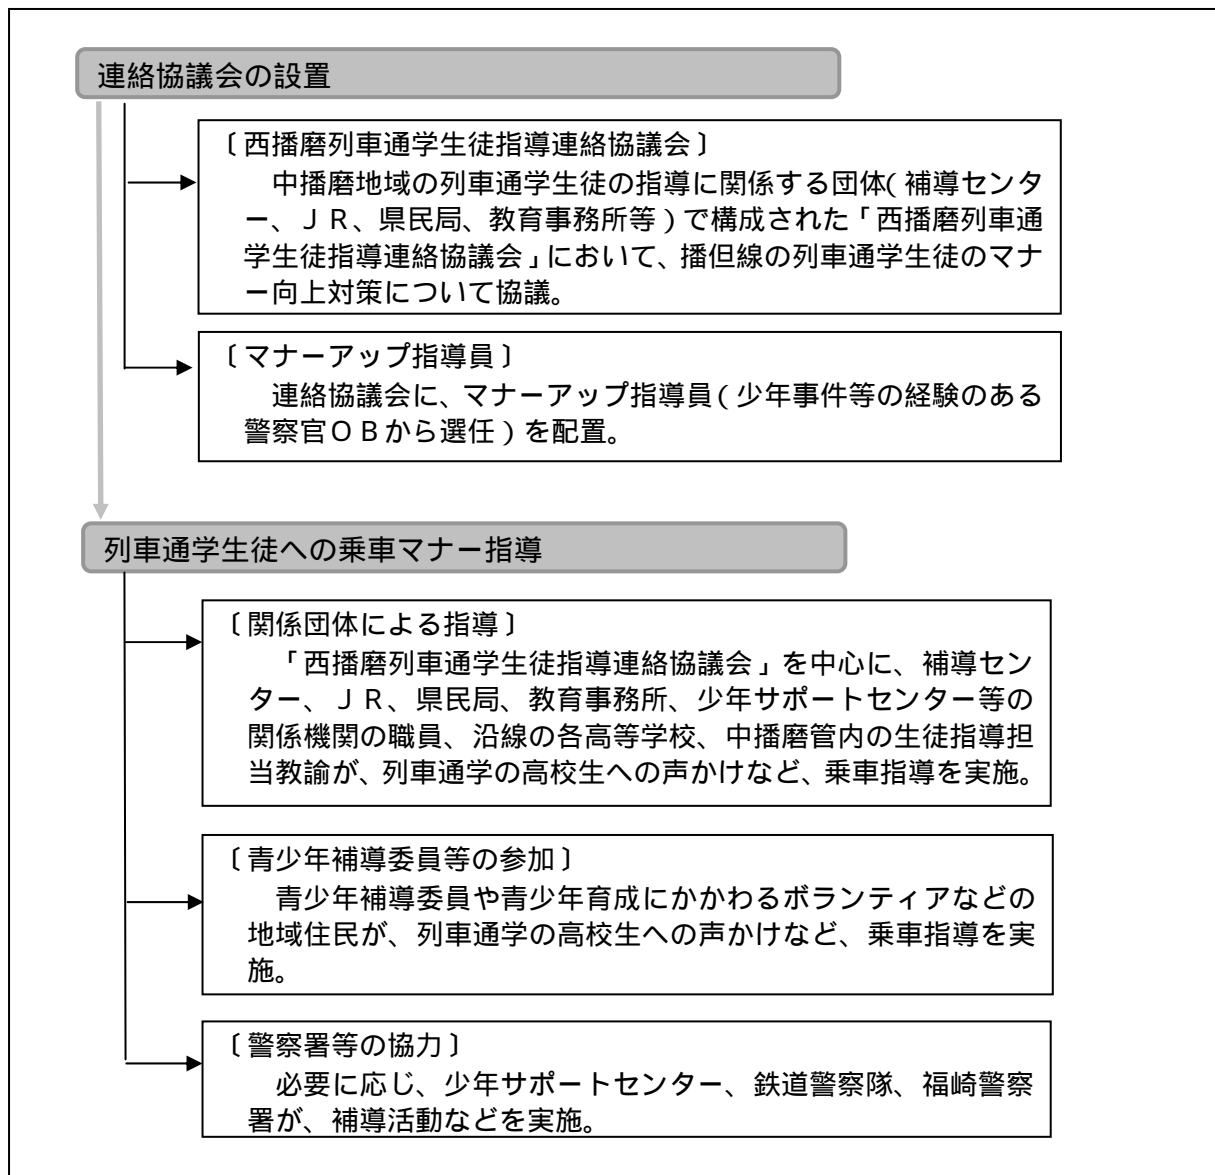 連絡協議会の設置
〔西播磨列車通学生徒指導連絡協議会〕
中播磨地域の列車通学生徒の指導に関係する団体(補導センタ
ー、ＪＲ、県民局、教育事務所等)で構成された「西播磨列車通
学生徒指導連絡協議会」において、播但線の列車通学生徒のマナ
ー向上対策について協議。
〔マナーアップ指導員〕
連絡協議会に、マナーアップ指導員(少年事件等の経験のある
警察官ＯＢから選任)を配置。
列車通学生徒への乗車マナー指導
〔関係団体による指導〕
「西播磨列車通学生徒指導連絡協議会」を中心に、補導セン
ター、ＪＲ、県民局、教育事務所、少年サポートセンター等の
関係機関の職員、沿線の各高等学校、中播磨管内の生徒指導担
当教諭が、列車通学の高校生への声かけなど、乗車指導を実施。
〔青少年補導委員等の参加〕
青少年補導委員や青少年育成にかかわるボランティアなどの
地域住民が、列車通学の高校生への声かけなど、乗車指導を実
施。
〔警察署等の協力〕
必要に応じ、少年サポートセンター、鉄道警察隊、福崎警察
署が、補導活動などを実施。